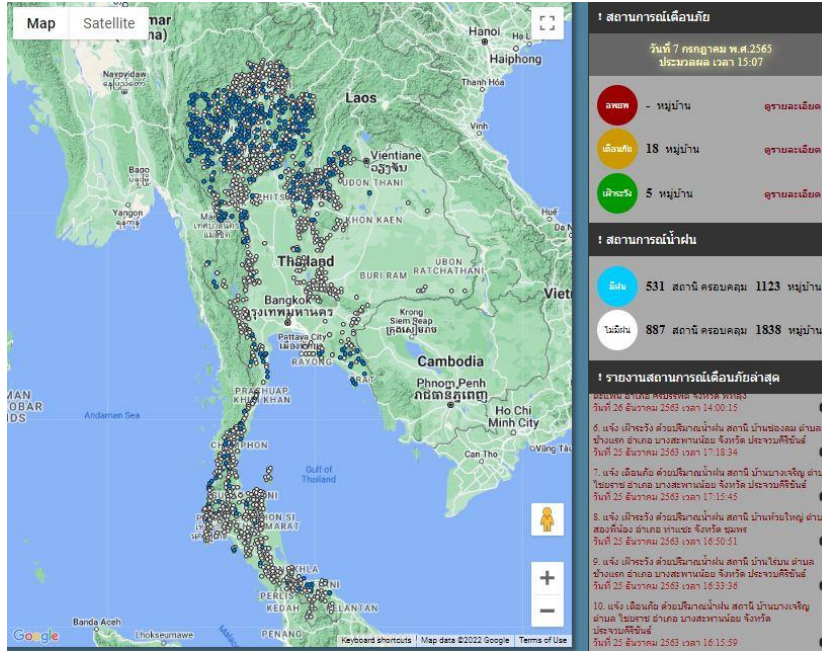 Map
Satellite
Hanoi
Haiphong
Naypyidaw
Laos
Thanh Hóa
Vinh
Vientiane
ວຽງຈັນ
UDON THANI
Bago
Yangon
KHON KAEN
Huế
Thailand
UBON
RATCHATHANI
BURI RAM
Bangkok
กรุงเทพมหานคร
Krong
Siem Reap
Pattaya City
เมืองพัทยา
RAYONG
Cambodia
Phnom Penh
រាជធានីភ្នំពេញ
PRACHUAP
KHIRI KHAN
Ho Chi
Minh City
Andaman Sea
Can Tho
Gulf of
Thailand
PERLIS
KEDAH
Banda Aceh
Lhokseumawe
PENANG
Google
Keyboard shortcuts
Map data ©2022 Google
Terms of Use
! สถานการณ์เตือนภัย
วันที่ 7 กรกฎาคม พ.ศ.2565
ประมวลผล เวลา 15:07
อพยพ - หมู่บ้าน ดูรายละเอียด
เตือนภัย 18 หมู่บ้าน ดูรายละเอียด
เฝ้าระวัง 5 หมู่บ้าน ดูรายละเอียด
! สถานการณ์น้ำฝน
มีฝน 531 สถานี ครอบคลุม 1123 หมู่บ้าน
ไม่มีฝน 887 สถานี ครอบคลุม 1838 หมู่บ้าน
! รายงานสถานการณ์เตือนภัยล่าสุด
วันที่ 26 ธันวาคม 2563 เวลา 14:00:15
6. แจ้ง เฝ้าระวัง ด้วยปริมาณน้ำฝน สถานี บ้านช่องลม ตำบล
ช้างแรก อำเภอ บางสะพานน้อย จังหวัด ประจวบคีรีขันธ์
วันที่ 25 ธันวาคม 2563 เวลา 17:18:34
7. แจ้ง เตือนภัย ด้วยปริมาณน้ำฝน สถานี บ้านบางเจริญ ตำบ
ไชยราช อำเภอ บางสะพานน้อย จังหวัด ประจวบคีรีขันธ์
วันที่ 25 ธันวาคม 2563 เวลา 17:15:45
8. แจ้ง เฝ้าระวัง ด้วยปริมาณน้ำฝน สถานี บ้านห้วยใหญ่ ตำบ
สองพี่น้อง อำเภอ ท่าแซะ จังหวัด ชุมพร
วันที่ 25 ธันวาคม 2563 เวลา 16:50:51
9. แจ้ง เฝ้าระวัง ด้วยปริมาณน้ำฝน สถานี บ้านไร่บน ตำบล
ช้างแรก อำเภอ บางสะพานน้อย จังหวัด ประจวบคีรีขันธ์
วันที่ 25 ธันวาคม 2563 เวลา 16:33:36
10. แจ้ง เตือนภัย ด้วยปริมาณน้ำฝน สถานี บ้านบางเจริญ
ตำบล ไชยราช อำเภอ บางสะพานน้อย จังหวัด
ประจวบคีรีขันธ์
วันที่ 25 ธันวาคม 2563 เวลา 16:15:59